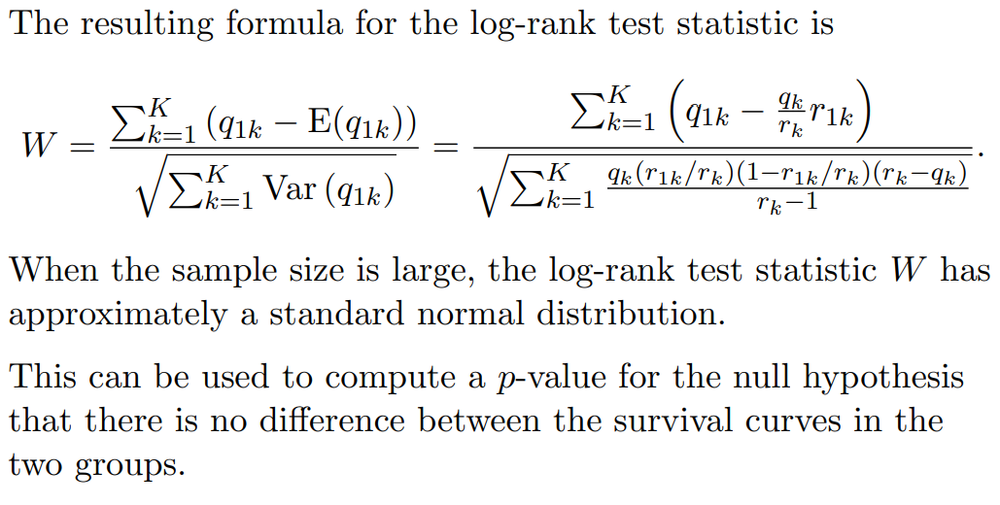 The resulting formula for the log-rank test statistic is
$$W = \frac{\sum_{k=1}^{K} (q_{1k} - \mathrm{E}(q_{1k}))}{\sqrt{\sum_{k=1}^{K} \mathrm{Var}\,(q_{1k})}} = \frac{\sum_{k=1}^{K} \left( q_{1k} - \frac{q_k}{r_k} r_{1k} \right)}{\sqrt{\sum_{k=1}^{K} \frac{q_k (r_{1k}/r_k)(1-r_{1k}/r_k)(r_k-q_k)}{r_k-1}}}.$$
When the sample size is large, the log-rank test statistic $W$ has
approximately a standard normal distribution.
This can be used to compute a $p$-value for the null hypothesis
that there is no difference between the survival curves in the
two groups.